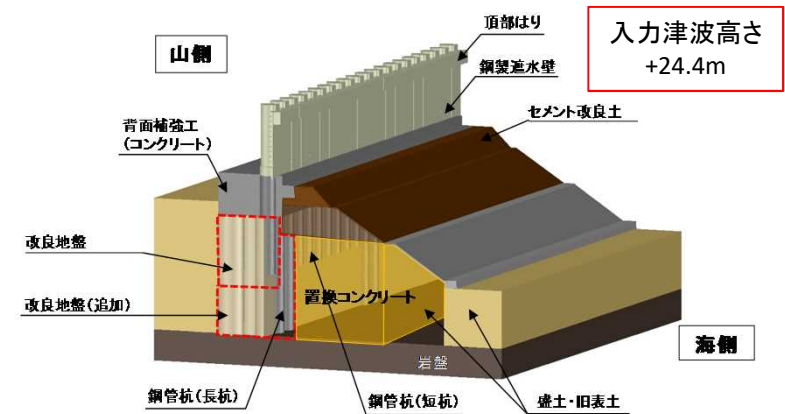 頂部はり
入力津波高さ
+24.4m
山側
鋼製遮水壁
セメント改良土
背面補強工
(コンクリート)
改良地盤
置換コンクリート
改良地盤(追加)
海側
岩盤
鋼管杭(長杭)
鋼管杭(短杭)
盛土・旧表土